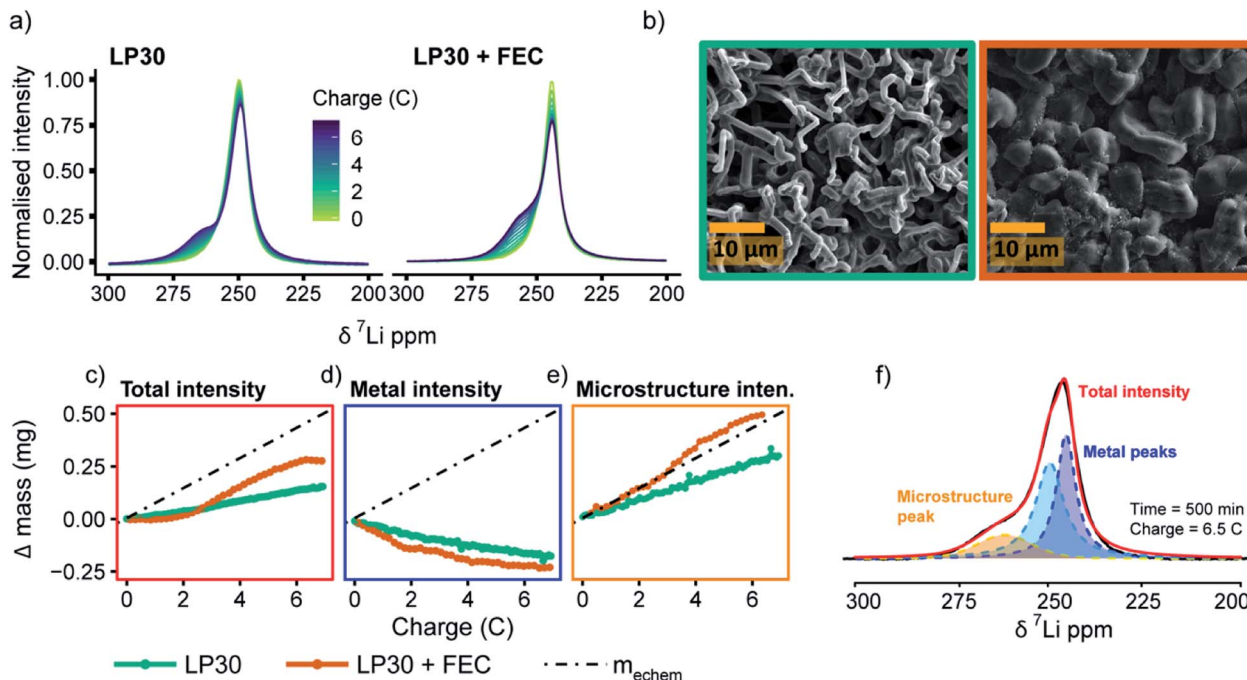 a)
LP30
LP30 + FEC
Normalised intensity
1.00
0.75
0.50
0.25
0.00
Charge (C)
6
4
2
0
300 275 250 225 200
300 275 250 225 200
δ ⁷Li ppm
b)
10 µm
10 µm
c)
Total intensity
d)
Metal intensity
e)
Microstructure inten.
Δ mass (mg)
0.50
0.25
0.00
-0.25
0 2 4 6
0 2 4 6
0 2 4 6
Charge (C)
LP30
LP30 + FEC
m_echem
f)
Total intensity
Metal peaks
Microstructure
peak
Time = 500 min
Charge = 6.5 C
300 275 250 225 200
δ ⁷Li ppm